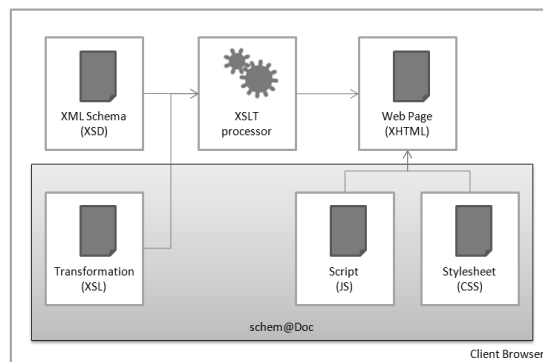 XML Schema
(XSD)
XSLT
processor
Web Page
(XHTML)
Transformation
(XSL)
Script
(JS)
Stylesheet
(CSS)
schem@Doc
Client Browser